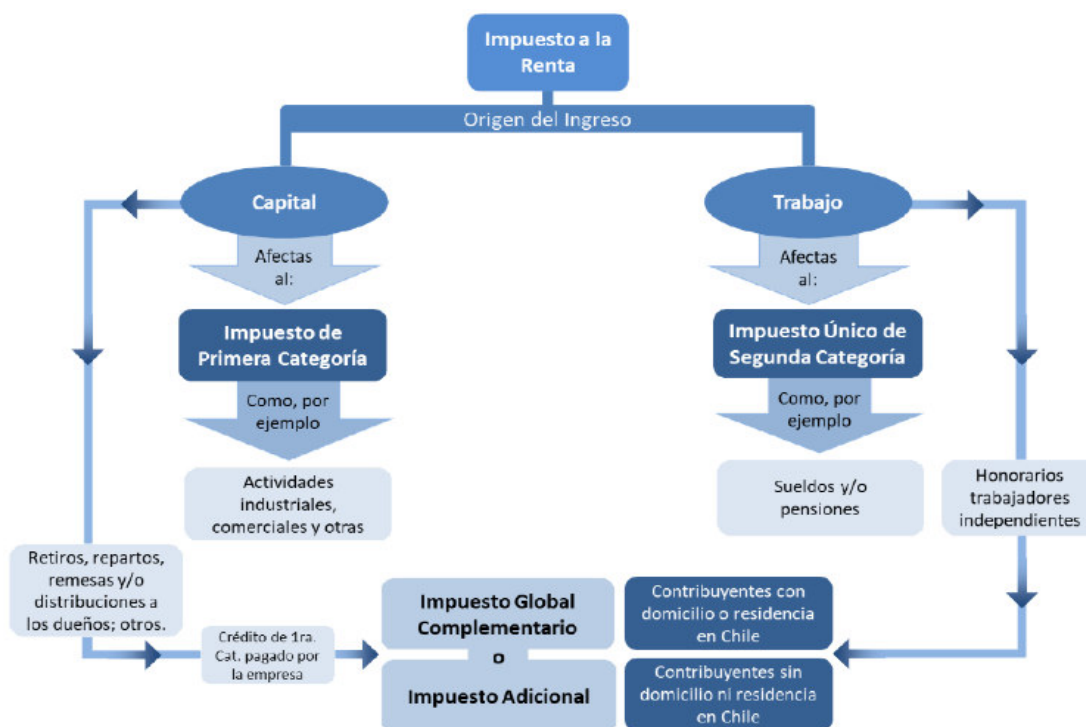 Impuesto a la
Renta
Origen del Ingreso
Capital
Trabajo
Afectas
al:
Afectas
al:
Impuesto de
Primera Categoría
Impuesto Único de
Segunda Categoría
Como, por
ejemplo
Como, por
ejemplo
Actividades
industriales,
comerciales y otras
Sueldos y/o
pensiones
Honorarios
trabajadores
independientes
Retiros, repartos,
remesas y/o
distribuciones a
los dueños; otros.
Crédito de 1ra.
Cat. pagado por
la empresa
Impuesto Global
Complementario
o
Impuesto Adicional
Contribuyentes con
domicilio o residencia
en Chile
Contribuyentes sin
domicilio ni residencia
en Chile